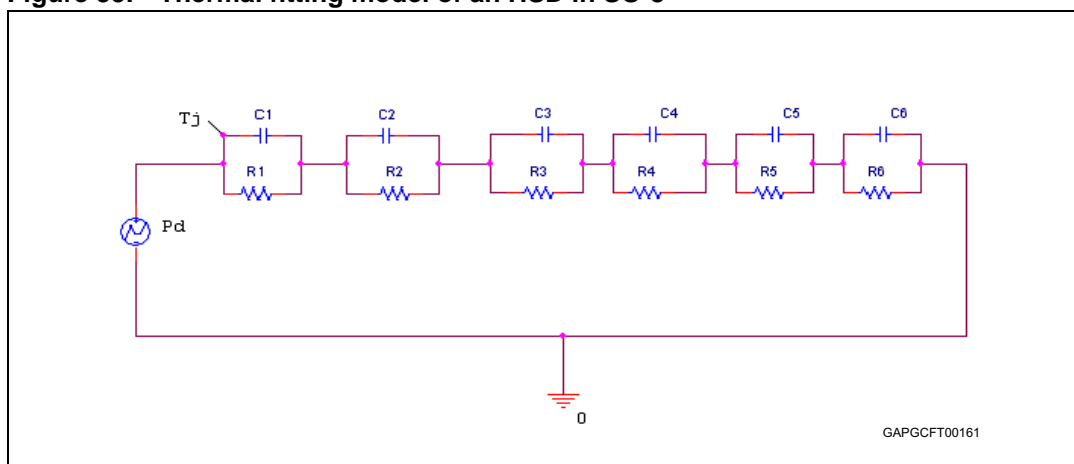 Figure Thermal fitting model of an HSD in SO-8
Tj C1 C2 C3 C4 C5 C6
R1 R2 R3 R4 R5 R6
Pd
0
GAPGCFT00161